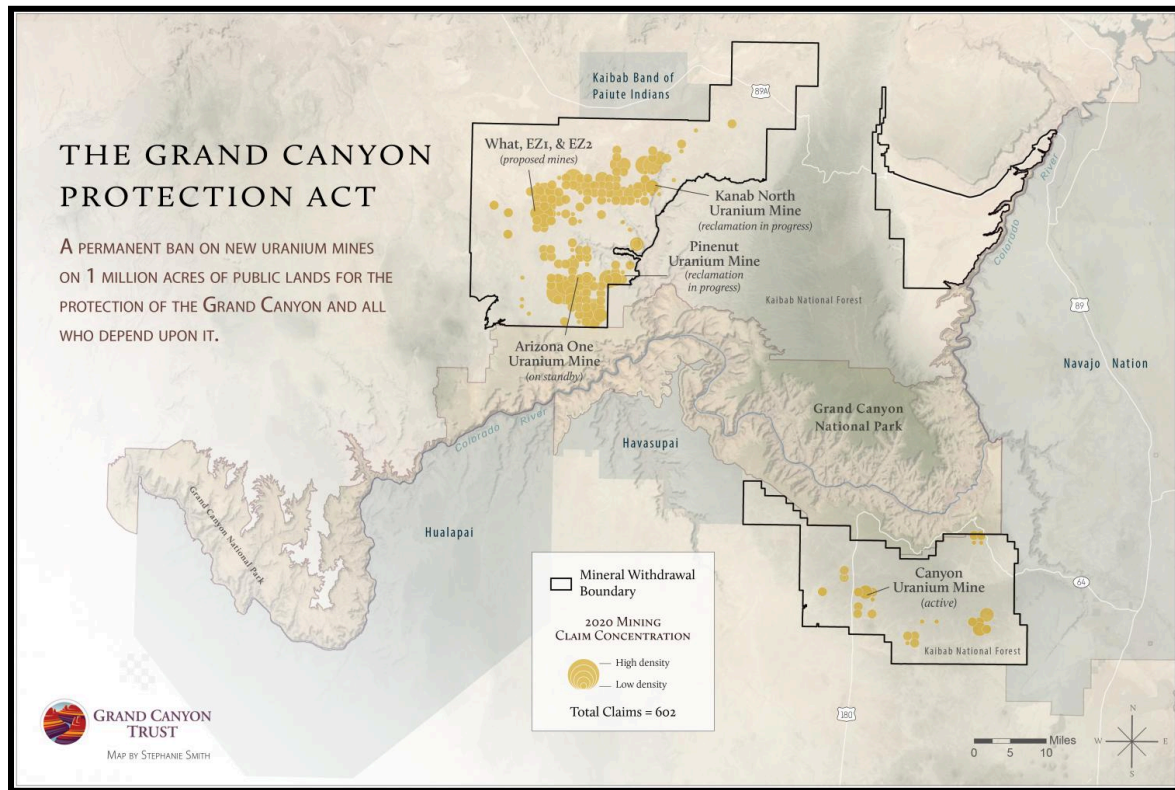 THE GRAND CANYON
PROTECTION ACT
A PERMANENT BAN ON NEW URANIUM MINES
ON 1 MILLION ACRES OF PUBLIC LANDS FOR THE
PROTECTION OF THE GRAND CANYON AND ALL
WHO DEPEND UPON IT.
Kaibab Band of
Paiute Indians
89A
What, EZ1, & EZ2
(proposed mines)
Kanab North
Uranium Mine
(reclamation in progress)
Pinenut
Uranium Mine
(reclamation
in progress)
Arizona One
Uranium Mine
(on standby)
Kaibab National Forest
Colorado River
89
Navajo Nation
Grand Canyon
National Park
Colorado River
Havasupai
Hualapai
Grand Canyon National Park
Canyon
Uranium Mine
(active)
64
Kaibab National Forest
180
Mineral Withdrawal
Boundary
2020 MINING
CLAIM CONCENTRATION
High density
Low density
Total Claims = 602
GRAND CANYON
TRUST
MAP BY STEPHANIE SMITH
Miles
0 5 10
N
W E
S